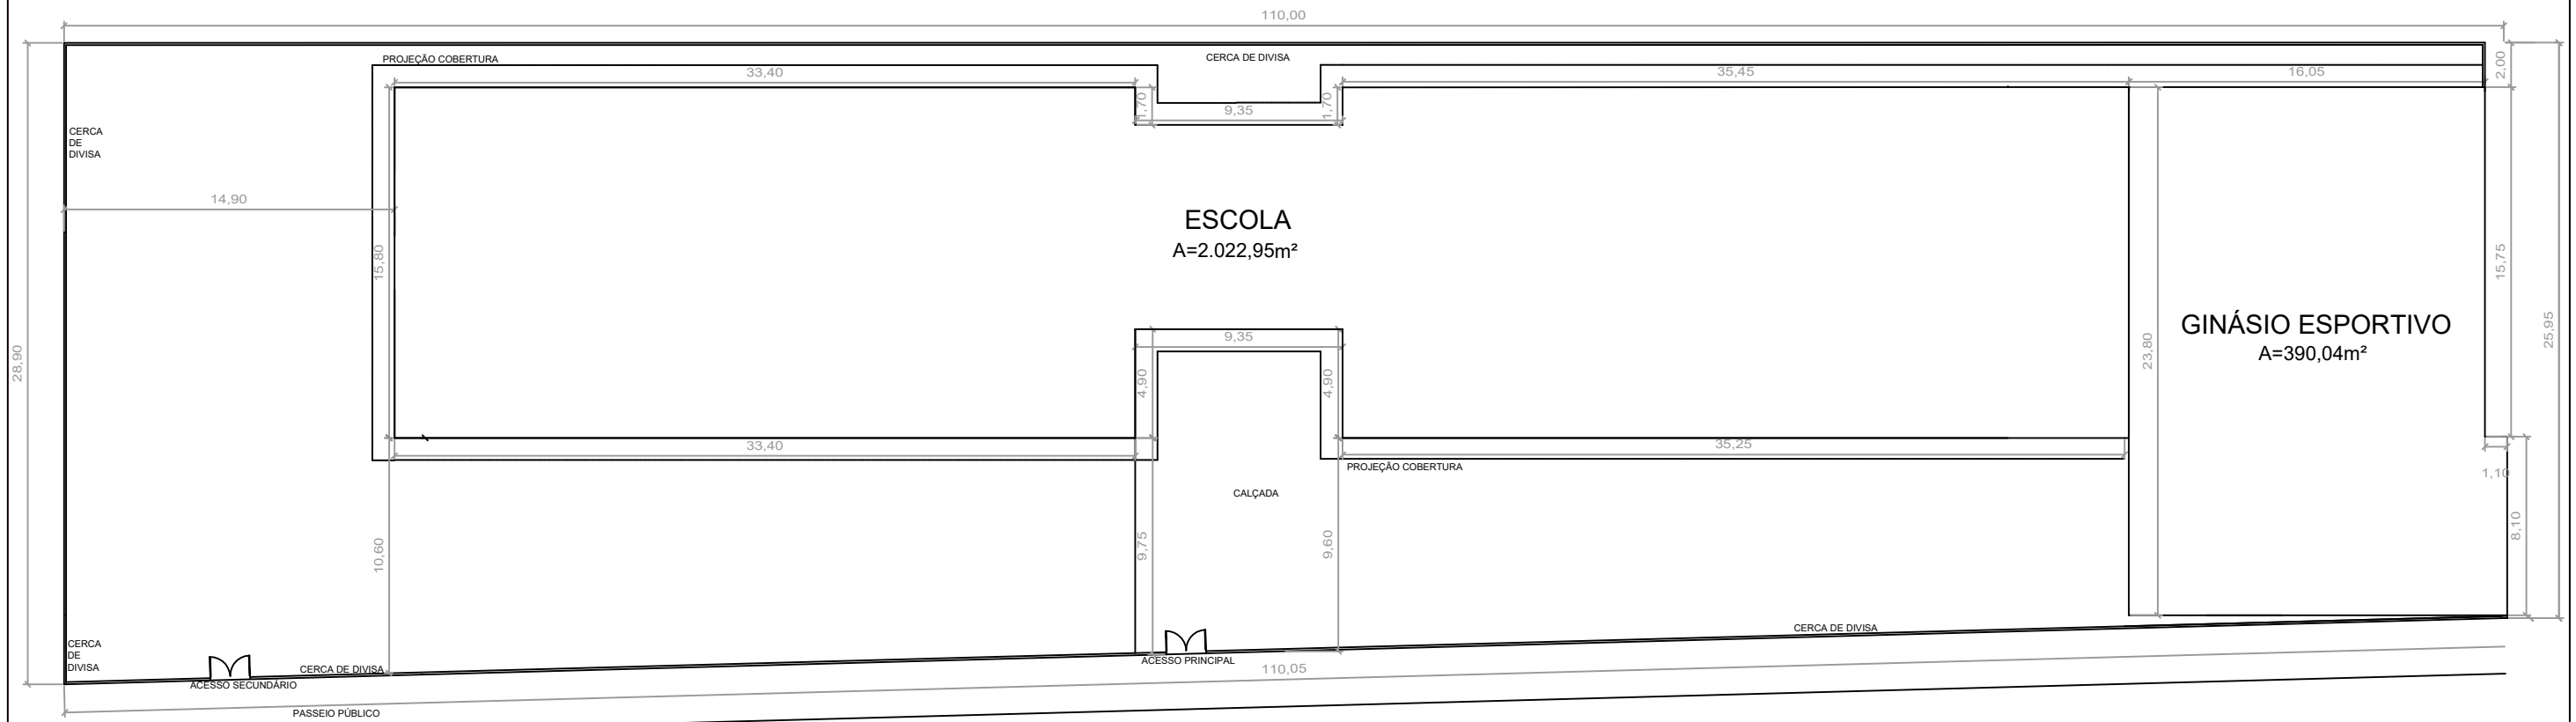 110,00
PROJEÇÃO COBERTURA
CERCA DE DIVISA
33,40
35,45
16,05
2,00
1,70
9,35
1,70
CERCA
DE
DIVISA
14,90
ESCOLA
A=2.022,95m²
15,80
15,75
GINÁSIO ESPORTIVO
A=390,04m²
28,90
9,35
23,80
25,95
4,90
4,90
33,40
35,25
PROJEÇÃO COBERTURA
1,10
CALÇADA
10,60
9,75
9,60
8,10
CERCA DE DIVISA
CERCA
DE
DIVISA
CERCA DE DIVISA
ACESSO PRINCIPAL
110,05
ACESSO SECUNDÁRIO
PASSEIO PÚBLICO